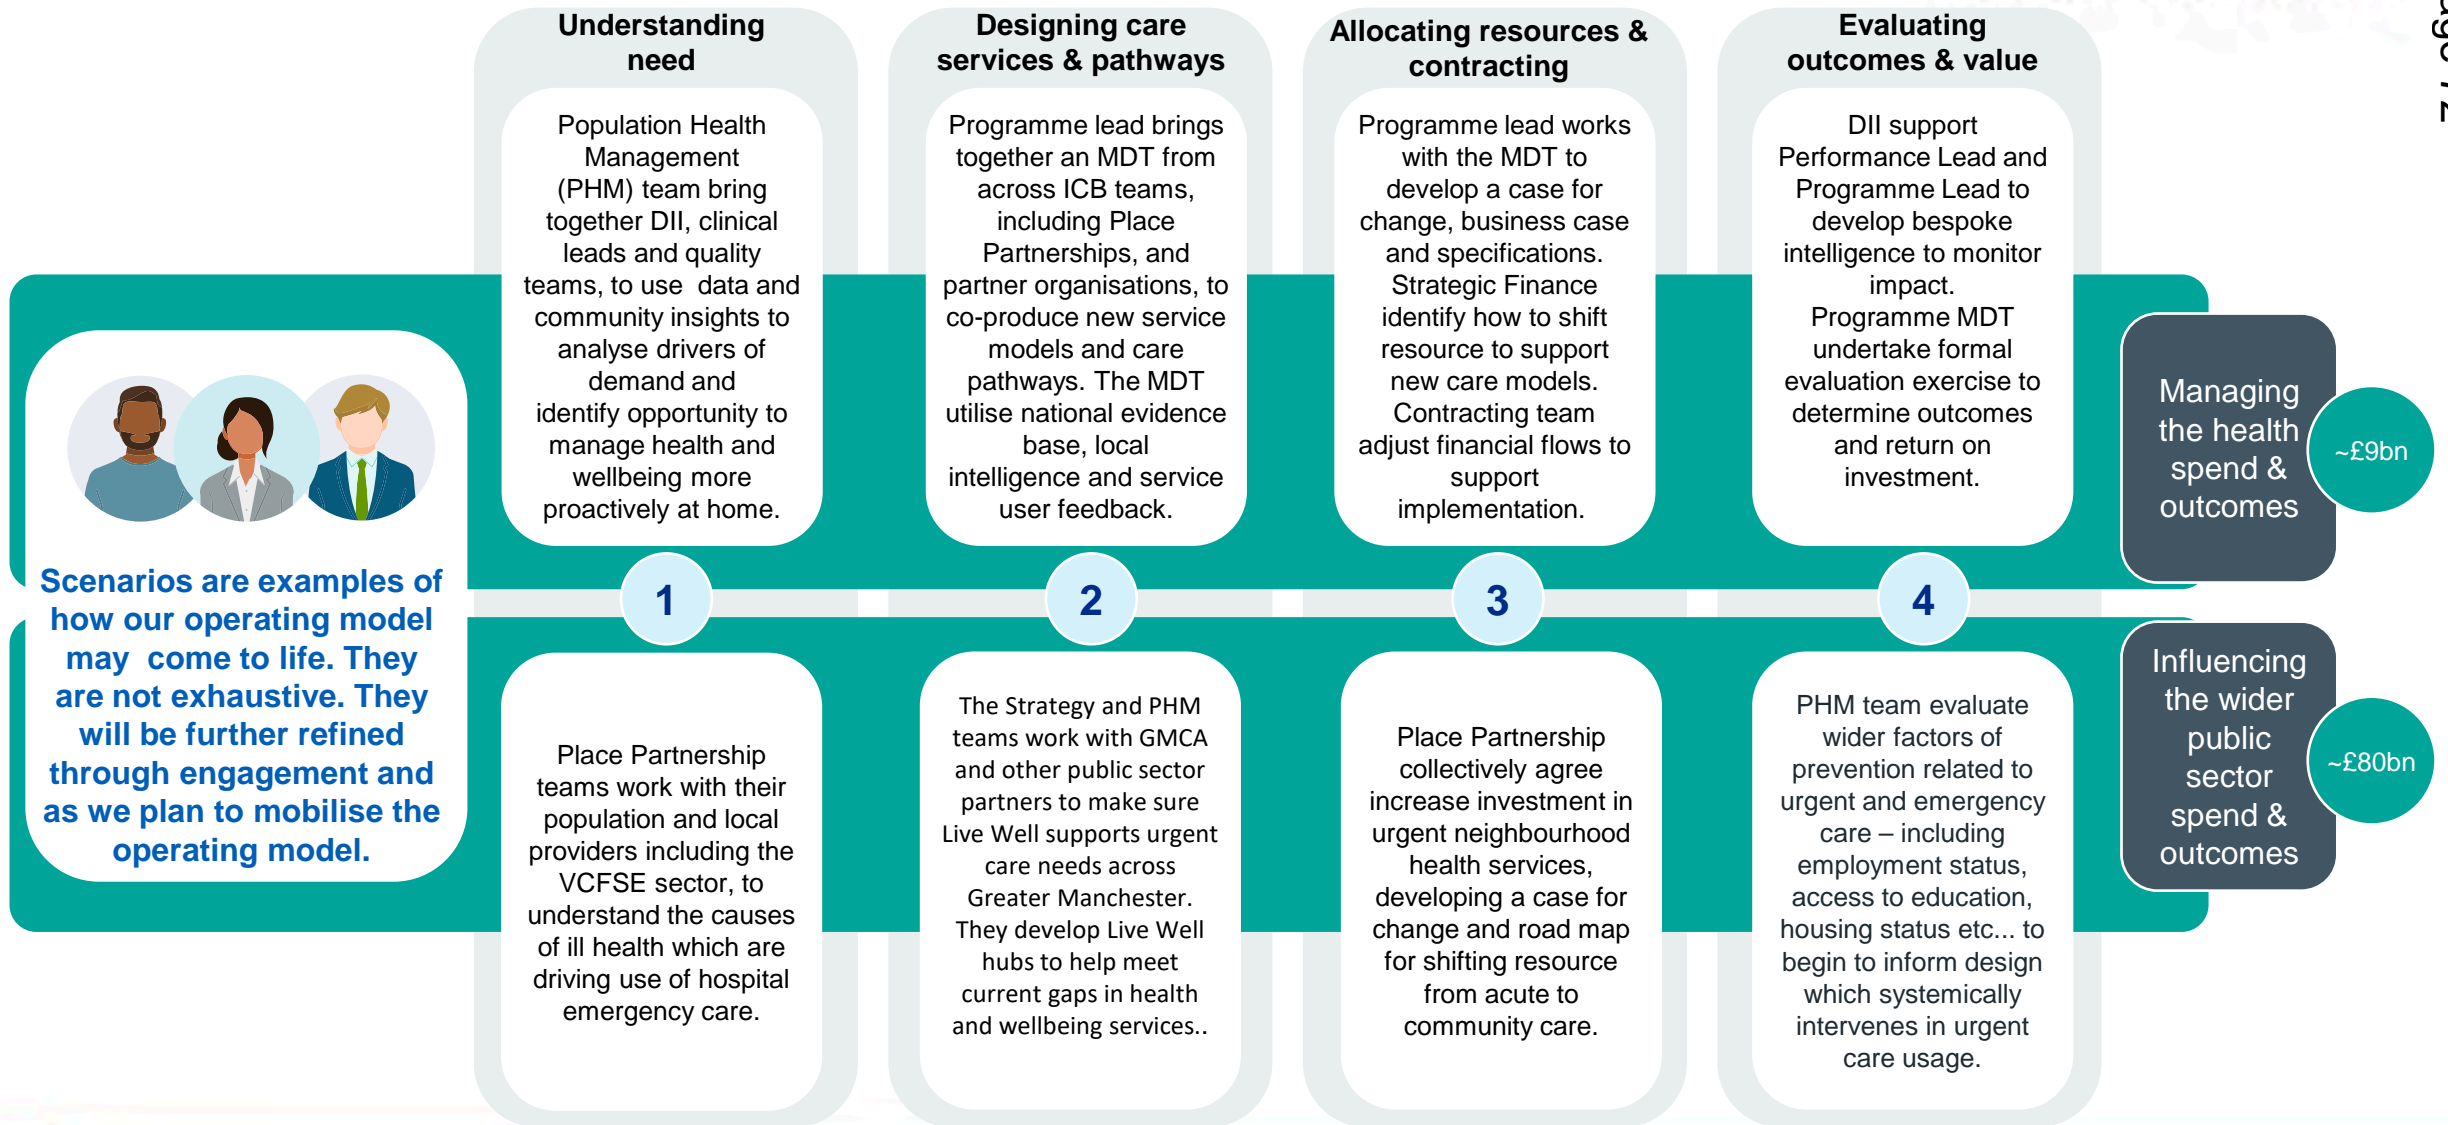 Understanding
need
Designing care
services & pathways
Allocating resources &
contracting
Evaluating
outcomes & value
Population Health
Management
(PHM) team bring
together DII, clinical
leads and quality
teams, to use  data and
community insights to
analyse drivers of
demand and
identify opportunity to
manage health and
wellbeing more
proactively at home.
Programme lead brings
together an MDT from
across ICB teams,
including Place
Partnerships, and
partner organisations, to
co-produce new service
models and care
pathways. The MDT
utilise national evidence
base, local
intelligence and service
user feedback.
Programme lead works
with the MDT to
develop a case for
change, business case
and specifications.
Strategic Finance
identify how to shift
resource to support
new care models.
Contracting team
adjust financial flows to
support
implementation.
DII support
Performance Lead and
Programme Lead to
develop bespoke
intelligence to monitor
impact.
Programme MDT
undertake formal
evaluation exercise to
determine outcomes
and return on
investment.
Managing
the health
spend &
outcomes
~£9bn
Scenarios are examples of
how our operating model
may  come to life. They
are not exhaustive. They
will be further refined
through engagement and
as we plan to mobilise the
operating model.
1
2
3
4
Place Partnership
teams work with their
population and local
providers including the
VCFSE sector, to
understand the causes
of ill health which are
driving use of hospital
emergency care.
The Strategy and PHM
teams work with GMCA
and other public sector
partners to make sure
Live Well supports urgent
care needs across
Greater Manchester.
They develop Live Well
hubs to help meet
current gaps in health
and wellbeing services..
Place Partnership
collectively agree
increase investment in
urgent neighbourhood
health services,
developing a case for
change and road map
for shifting resource
from acute to
community care.
PHM team evaluate
wider factors of
prevention related to
urgent and emergency
care – including
employment status,
access to education,
housing status etc... to
begin to inform design
which systemically
intervenes in urgent
care usage.
Influencing
the wider
public
sector
spend &
outcomes
~£80bn